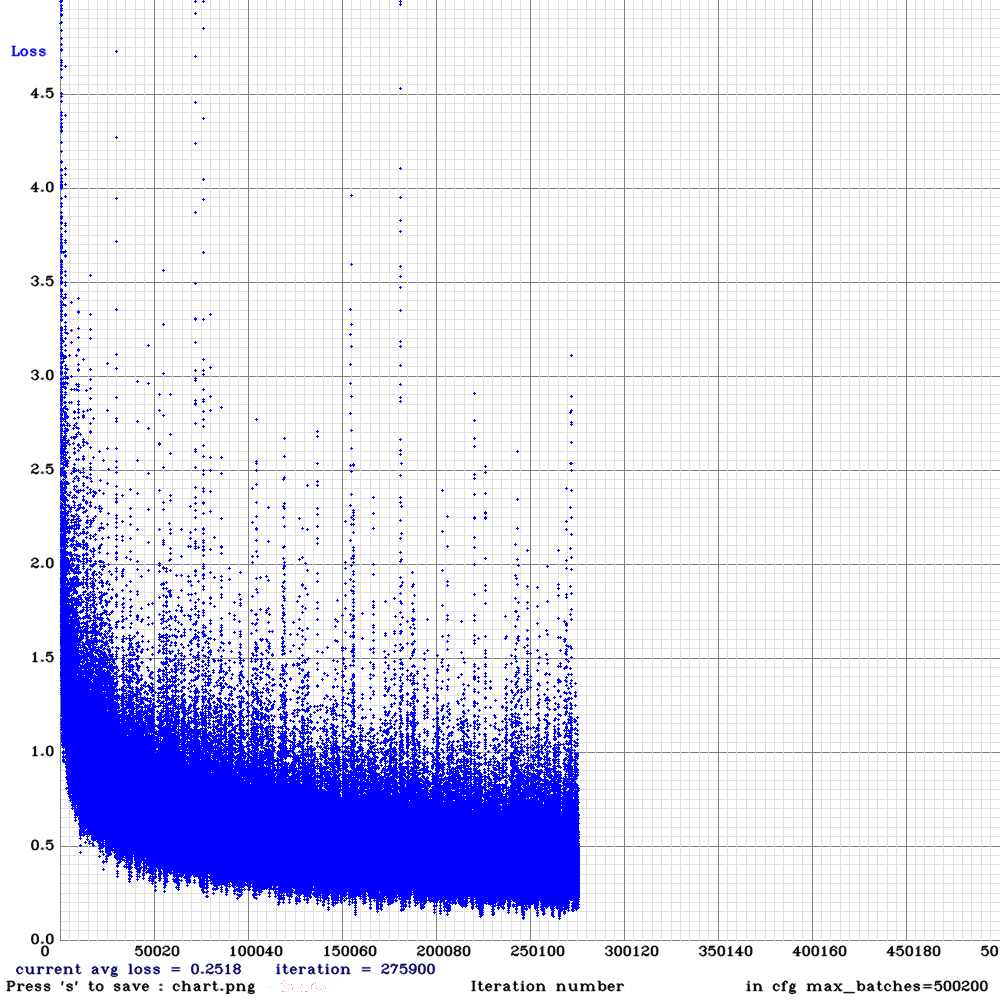 Loss
4.5
4.0
3.5
3.0
2.5
2.0
1.5
1.0
0.5
0.0
0 50020 100040 150060 200080 250100 300120 350140 400160 450180 50
current avg loss = 0.2518 iteration = 275900
Press 's' to save : chart.png Iteration number in cfg max_batches=500200